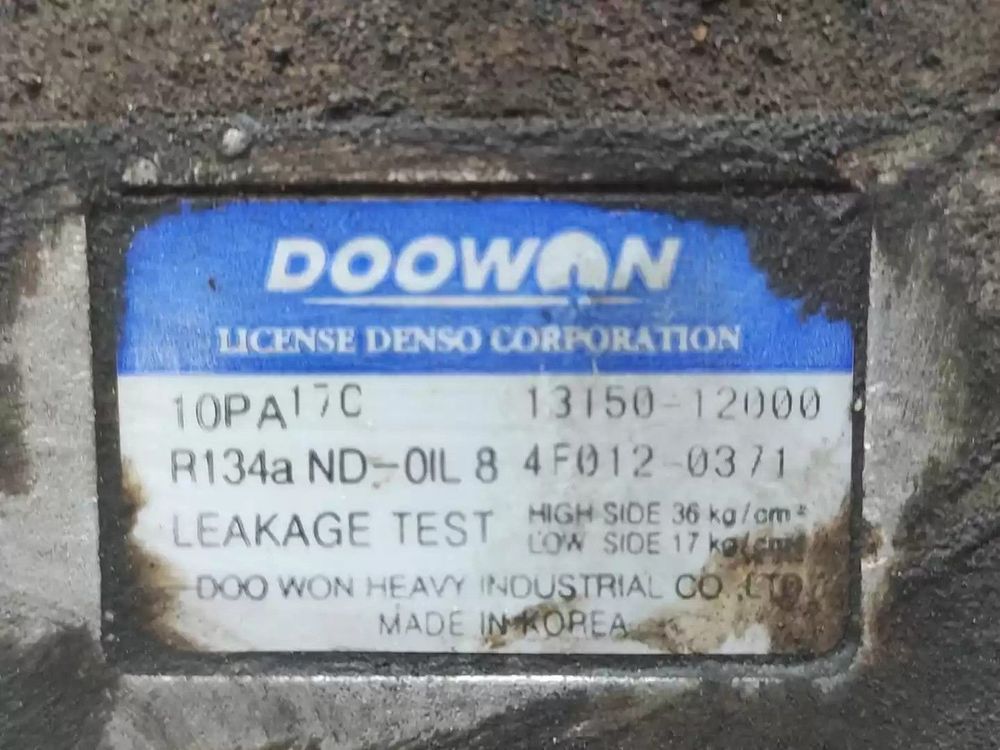 DOOWON
LICENSE DENSO CORPORATION
10PA17C 13150-12000
R134a ND-OIL 8 4F012-0371
LEAKAGE TEST HIGH SIDE 36 kg/cm²
LOW SIDE 17 kg/cm²
DOO WON HEAVY INDUSTRIAL CO.,LTD.
MADE IN KOREA